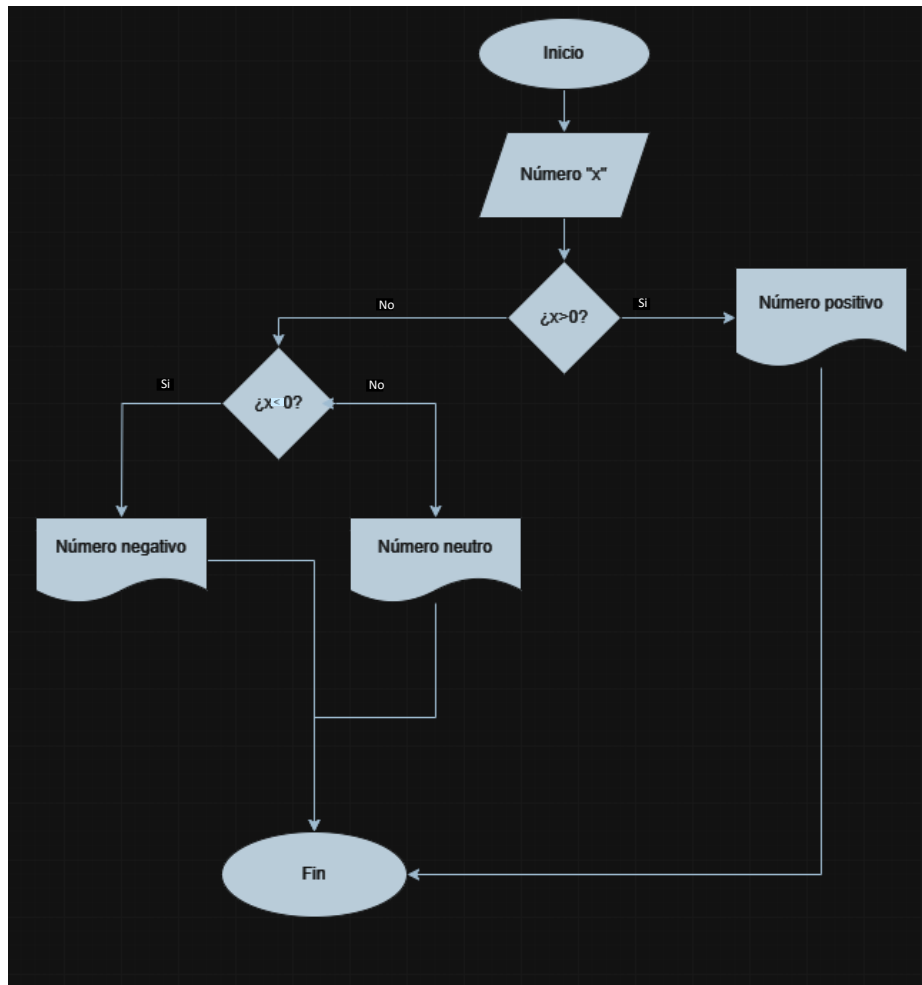 Inicio
Número "x"
¿x>0?
Si
Número positivo
No
¿x<0?
Si
No
Número negativo
Número neutro
Fin